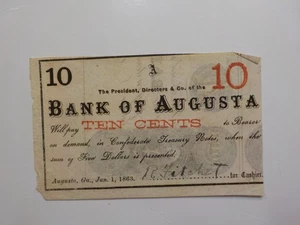 10 A 10
The President, Directors & Co. of the
BANK OF AUGUSTA
Will pay TEN CENTS to Bearer
on demand, in Confederate Treasury Notes, when the
sum of Five Dollars is presented.
Augusta, Ga., Jan. 1, 1863.
for Cashier.